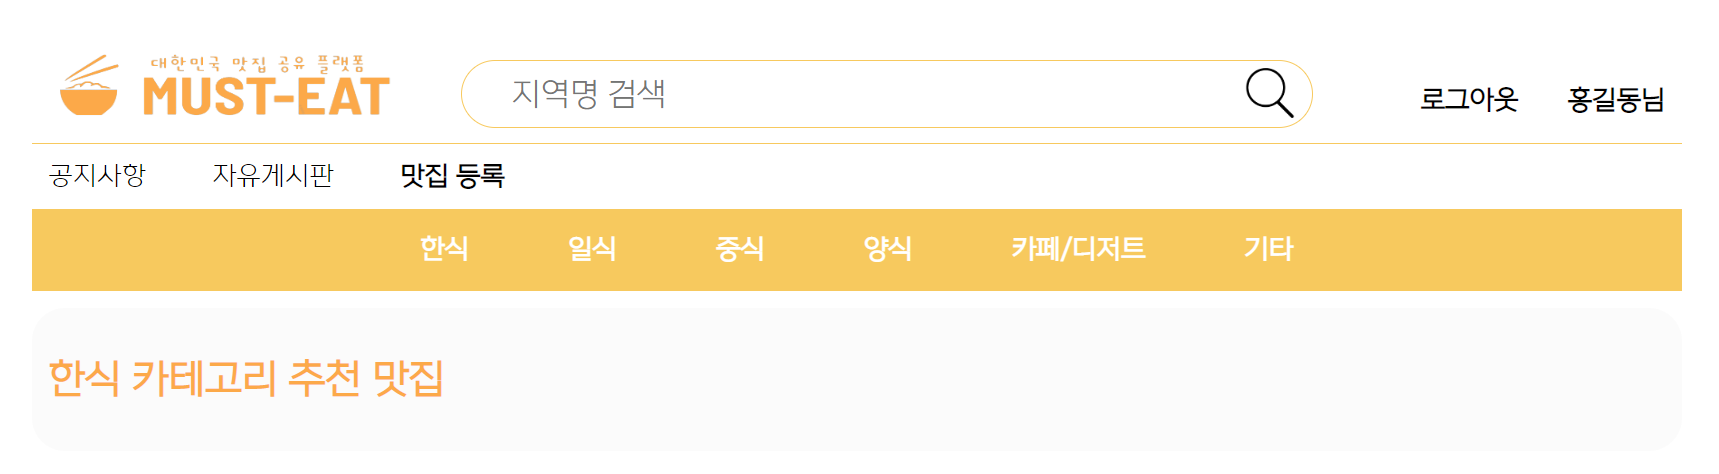 대한민국 맛집 공유 플랫폼
MUST-EAT
지역명 검색
로그아웃 홍길동님
공지사항 자유게시판 맛집 등록
한식 일식 중식 양식 카페/디저트 기타
한식 카테고리 추천 맛집